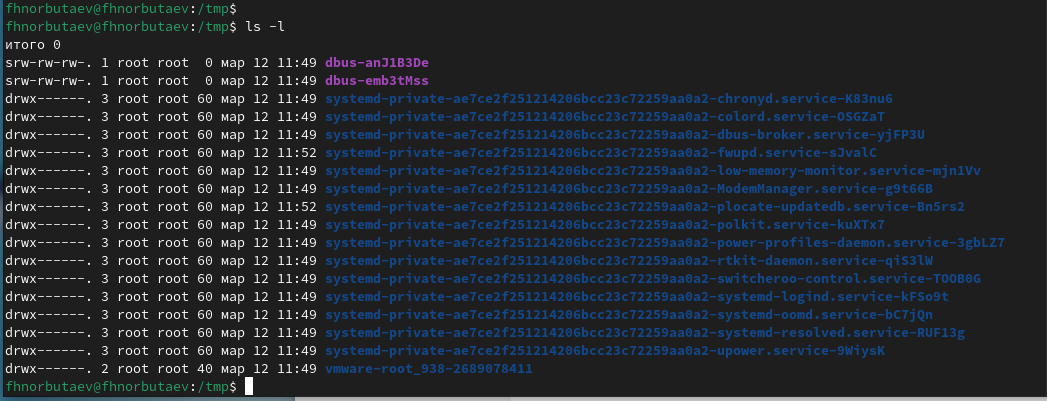 fhnorbutaev@fhnorbutaev:/tmp$
fhnorbutaev@fhnorbutaev:/tmp$ ls -l
итого 0
srw-rw-rw-. 1 root root  0 мар 12 11:49 dbus-anJ1B3De
srw-rw-rw-. 1 root root  0 мар 12 11:49 dbus-emb3tMss
drwx------. 3 root root 60 мар 12 11:49 systemd-private-ae7ce2f251214206bcc23c72259aa0a2-chronyd.service-K83nu6
drwx------. 3 root root 60 мар 12 11:49 systemd-private-ae7ce2f251214206bcc23c72259aa0a2-colord.service-OSGZaT
drwx------. 3 root root 60 мар 12 11:49 systemd-private-ae7ce2f251214206bcc23c72259aa0a2-dbus-broker.service-yjFP3U
drwx------. 3 root root 60 мар 12 11:52 systemd-private-ae7ce2f251214206bcc23c72259aa0a2-fwupd.service-sJvalC
drwx------. 3 root root 60 мар 12 11:49 systemd-private-ae7ce2f251214206bcc23c72259aa0a2-low-memory-monitor.service-mjn1Vv
drwx------. 3 root root 60 мар 12 11:49 systemd-private-ae7ce2f251214206bcc23c72259aa0a2-ModemManager.service-g9t66B
drwx------. 3 root root 60 мар 12 11:52 systemd-private-ae7ce2f251214206bcc23c72259aa0a2-plocate-updatedb.service-Bn5rs2
drwx------. 3 root root 60 мар 12 11:49 systemd-private-ae7ce2f251214206bcc23c72259aa0a2-polkit.service-kuXTx7
drwx------. 3 root root 60 мар 12 11:49 systemd-private-ae7ce2f251214206bcc23c72259aa0a2-power-profiles-daemon.service-3gbLZ7
drwx------. 3 root root 60 мар 12 11:49 systemd-private-ae7ce2f251214206bcc23c72259aa0a2-rtkit-daemon.service-qiS3lW
drwx------. 3 root root 60 мар 12 11:49 systemd-private-ae7ce2f251214206bcc23c72259aa0a2-switcheroo-control.service-TOOB0G
drwx------. 3 root root 60 мар 12 11:49 systemd-private-ae7ce2f251214206bcc23c72259aa0a2-systemd-logind.service-kFSo9t
drwx------. 3 root root 60 мар 12 11:49 systemd-private-ae7ce2f251214206bcc23c72259aa0a2-systemd-oomd.service-bC7jQn
drwx------. 3 root root 60 мар 12 11:49 systemd-private-ae7ce2f251214206bcc23c72259aa0a2-systemd-resolved.service-RUF13g
drwx------. 3 root root 60 мар 12 11:49 systemd-private-ae7ce2f251214206bcc23c72259aa0a2-upower.service-9WiysK
drwx------. 2 root root 40 мар 12 11:49 vmware-root_938-2689078411
fhnorbutaev@fhnorbutaev:/tmp$